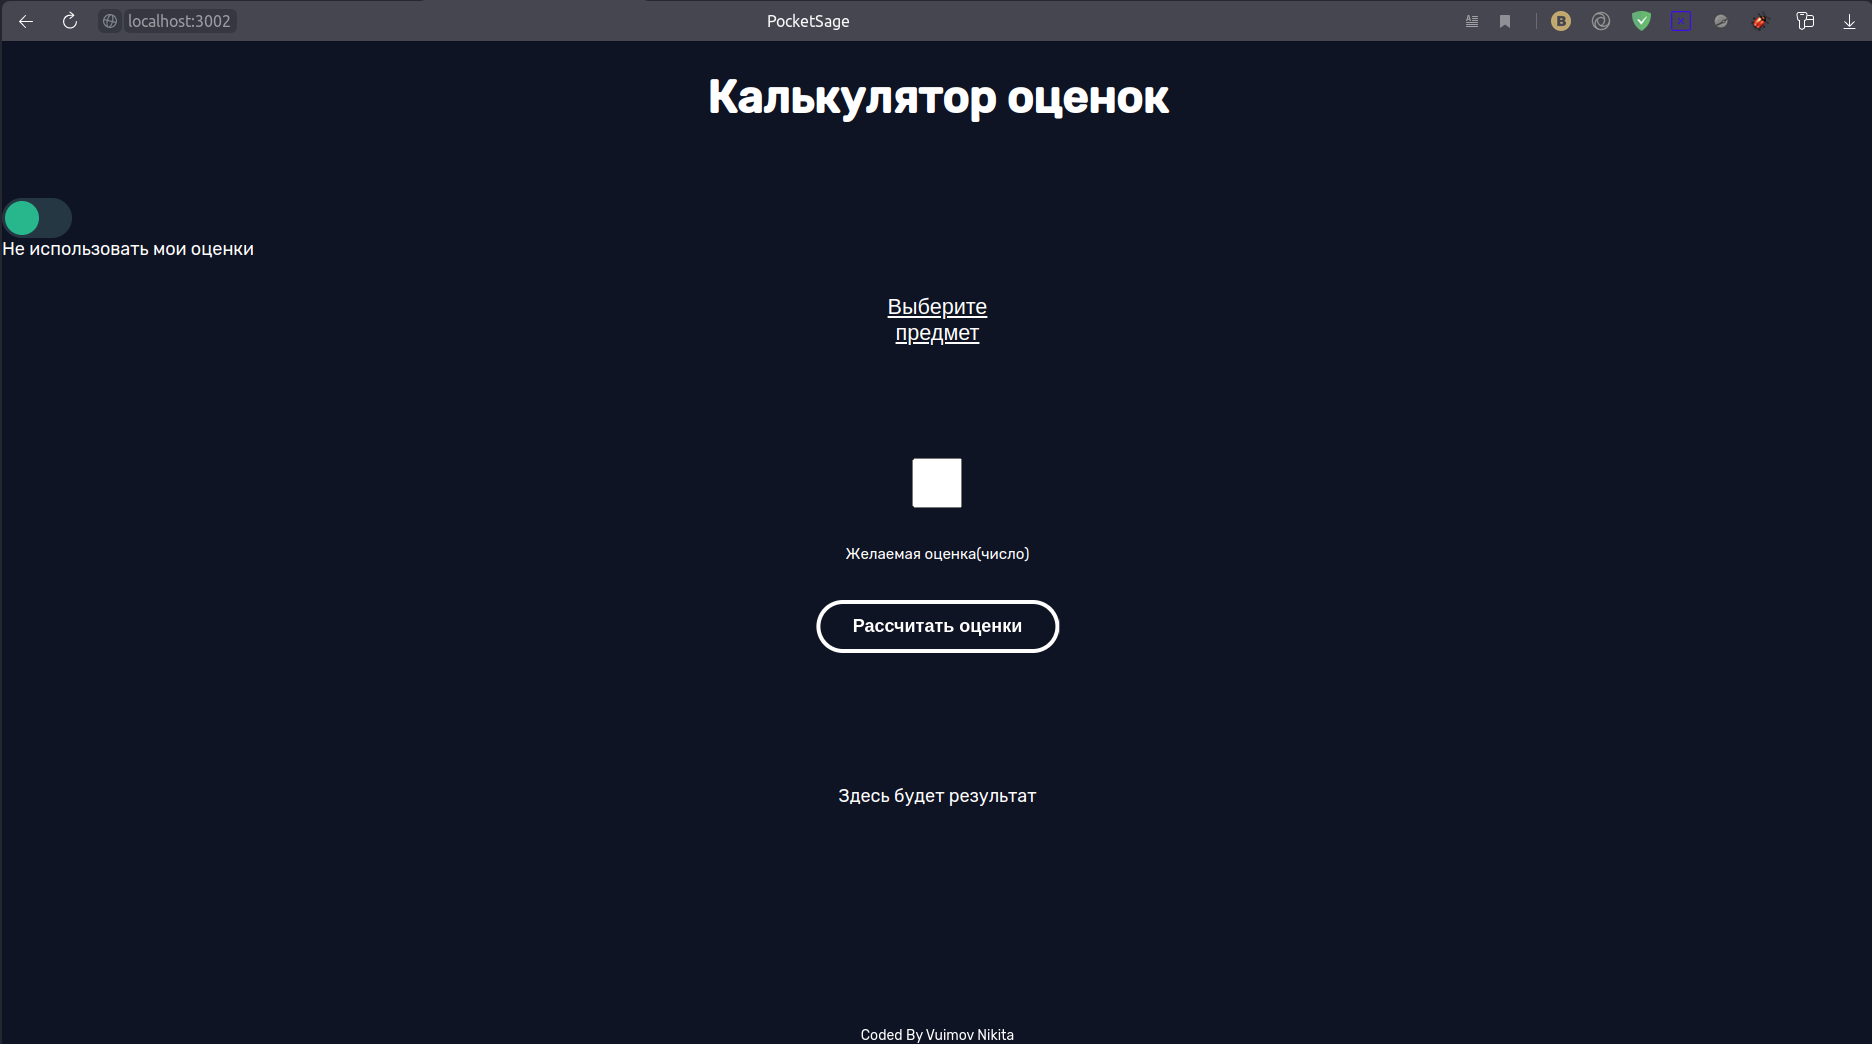 localhost:3002
PocketSage
Калькулятор оценок
Не использовать мои оценки
Выберите
предмет
Желаемая оценка(число)
Рассчитать оценки
Здесь будет результат
Coded By Vuimov Nikita